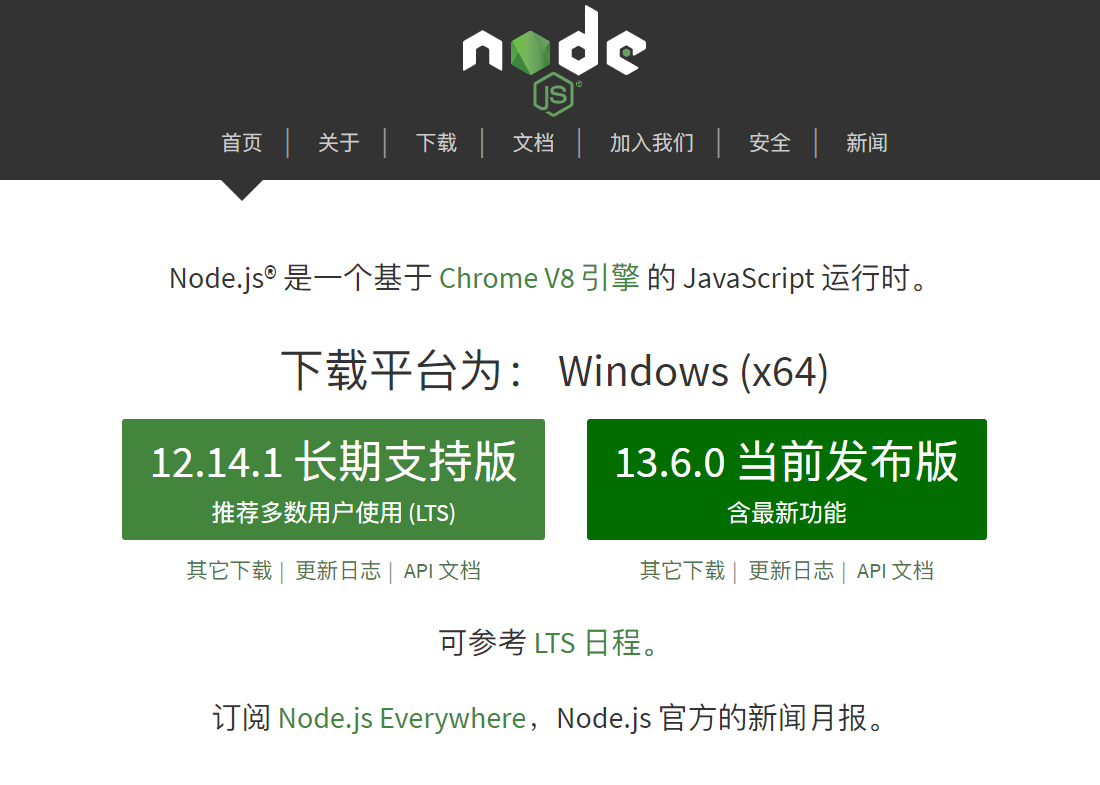 node
JS
首页 | 关于 | 下载 | 文档 | 加入我们 | 安全 | 新闻
Node.js® 是一个基于 Chrome V8 引擎 的 JavaScript 运行时。
下载平台为： Windows (x64)
12.14.1 长期支持版
推荐多数用户使用 (LTS)
其它下载 | 更新日志 | API 文档
13.6.0 当前发布版
含最新功能
其它下载 | 更新日志 | API 文档
可参考 LTS 日程。
订阅 Node.js Everywhere，Node.js 官方的新闻月报。